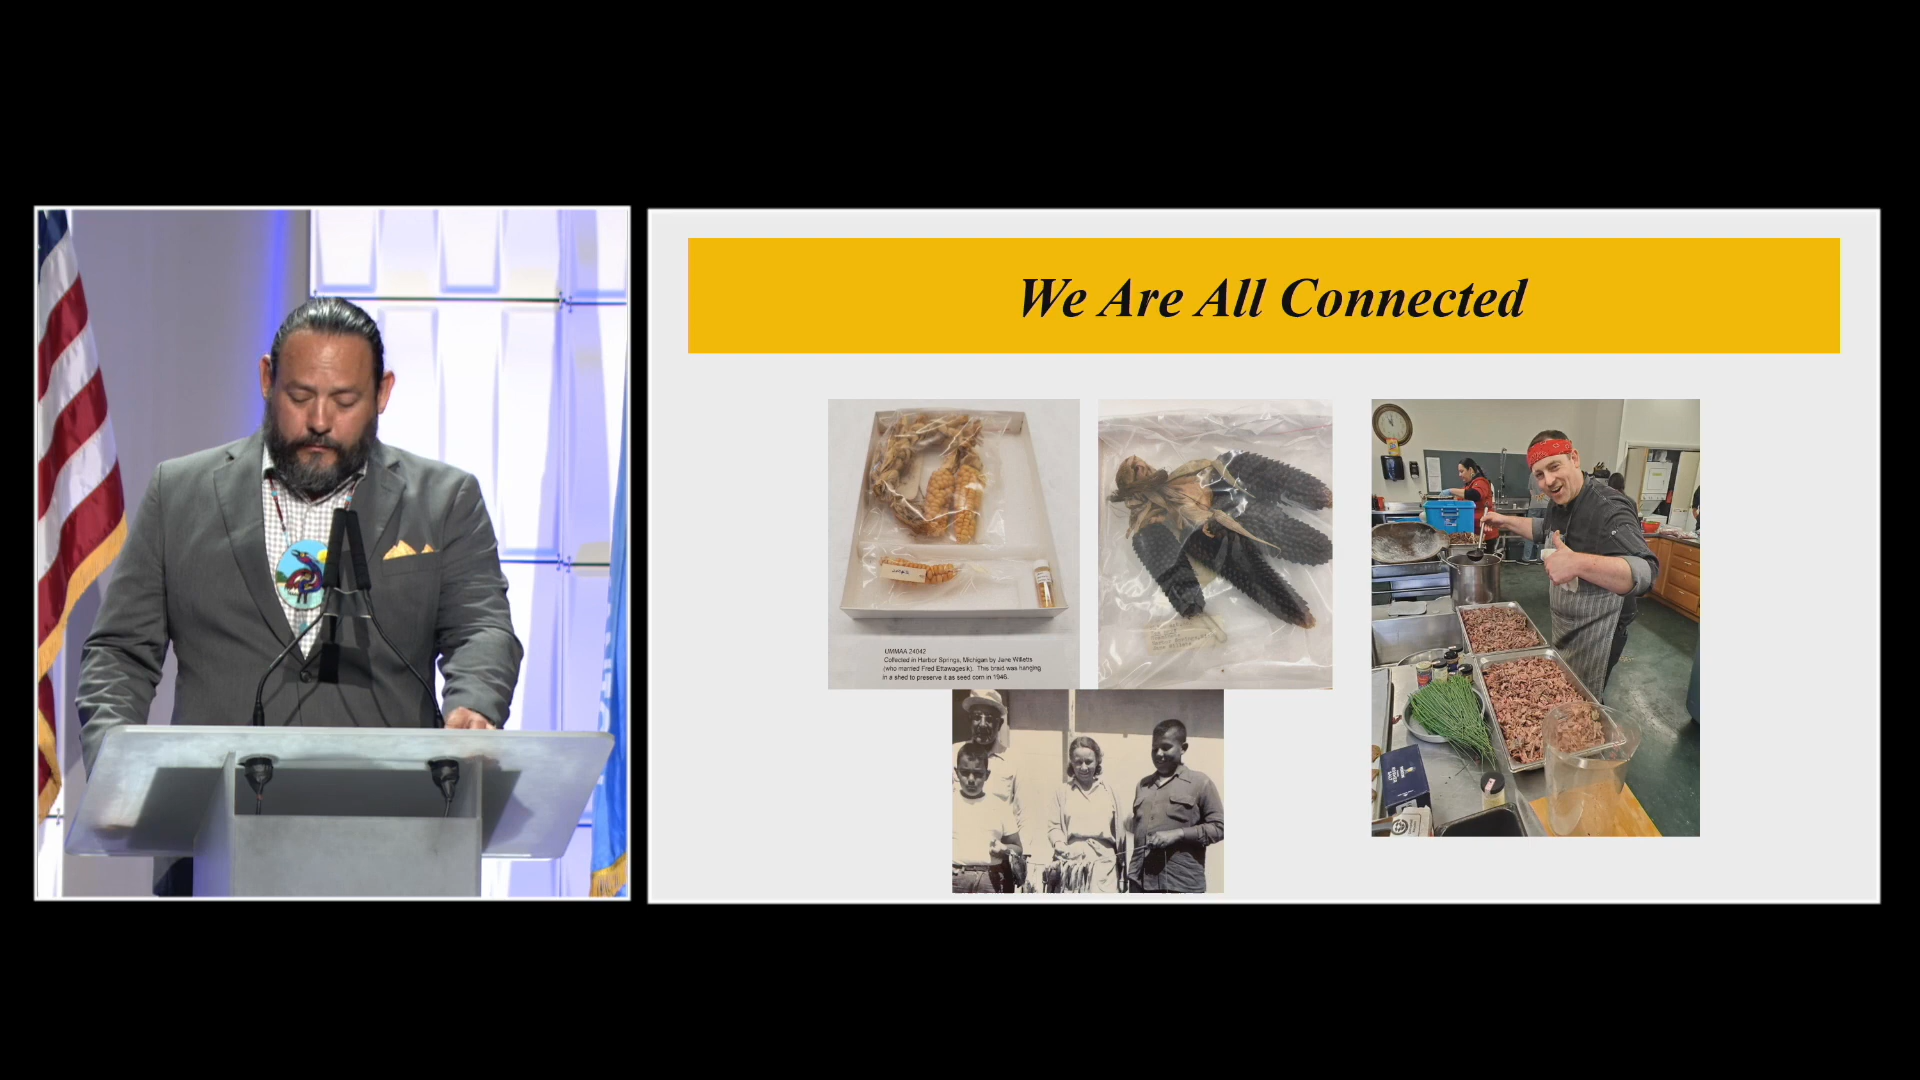 We Are All Connected
UMMAA 24042
Collected in Harbor Springs, Michigan by Jane Willetts
(who married Fred Ettawageshik). This braid was hanging
in a shed to preserve it as seed corn in 1946.